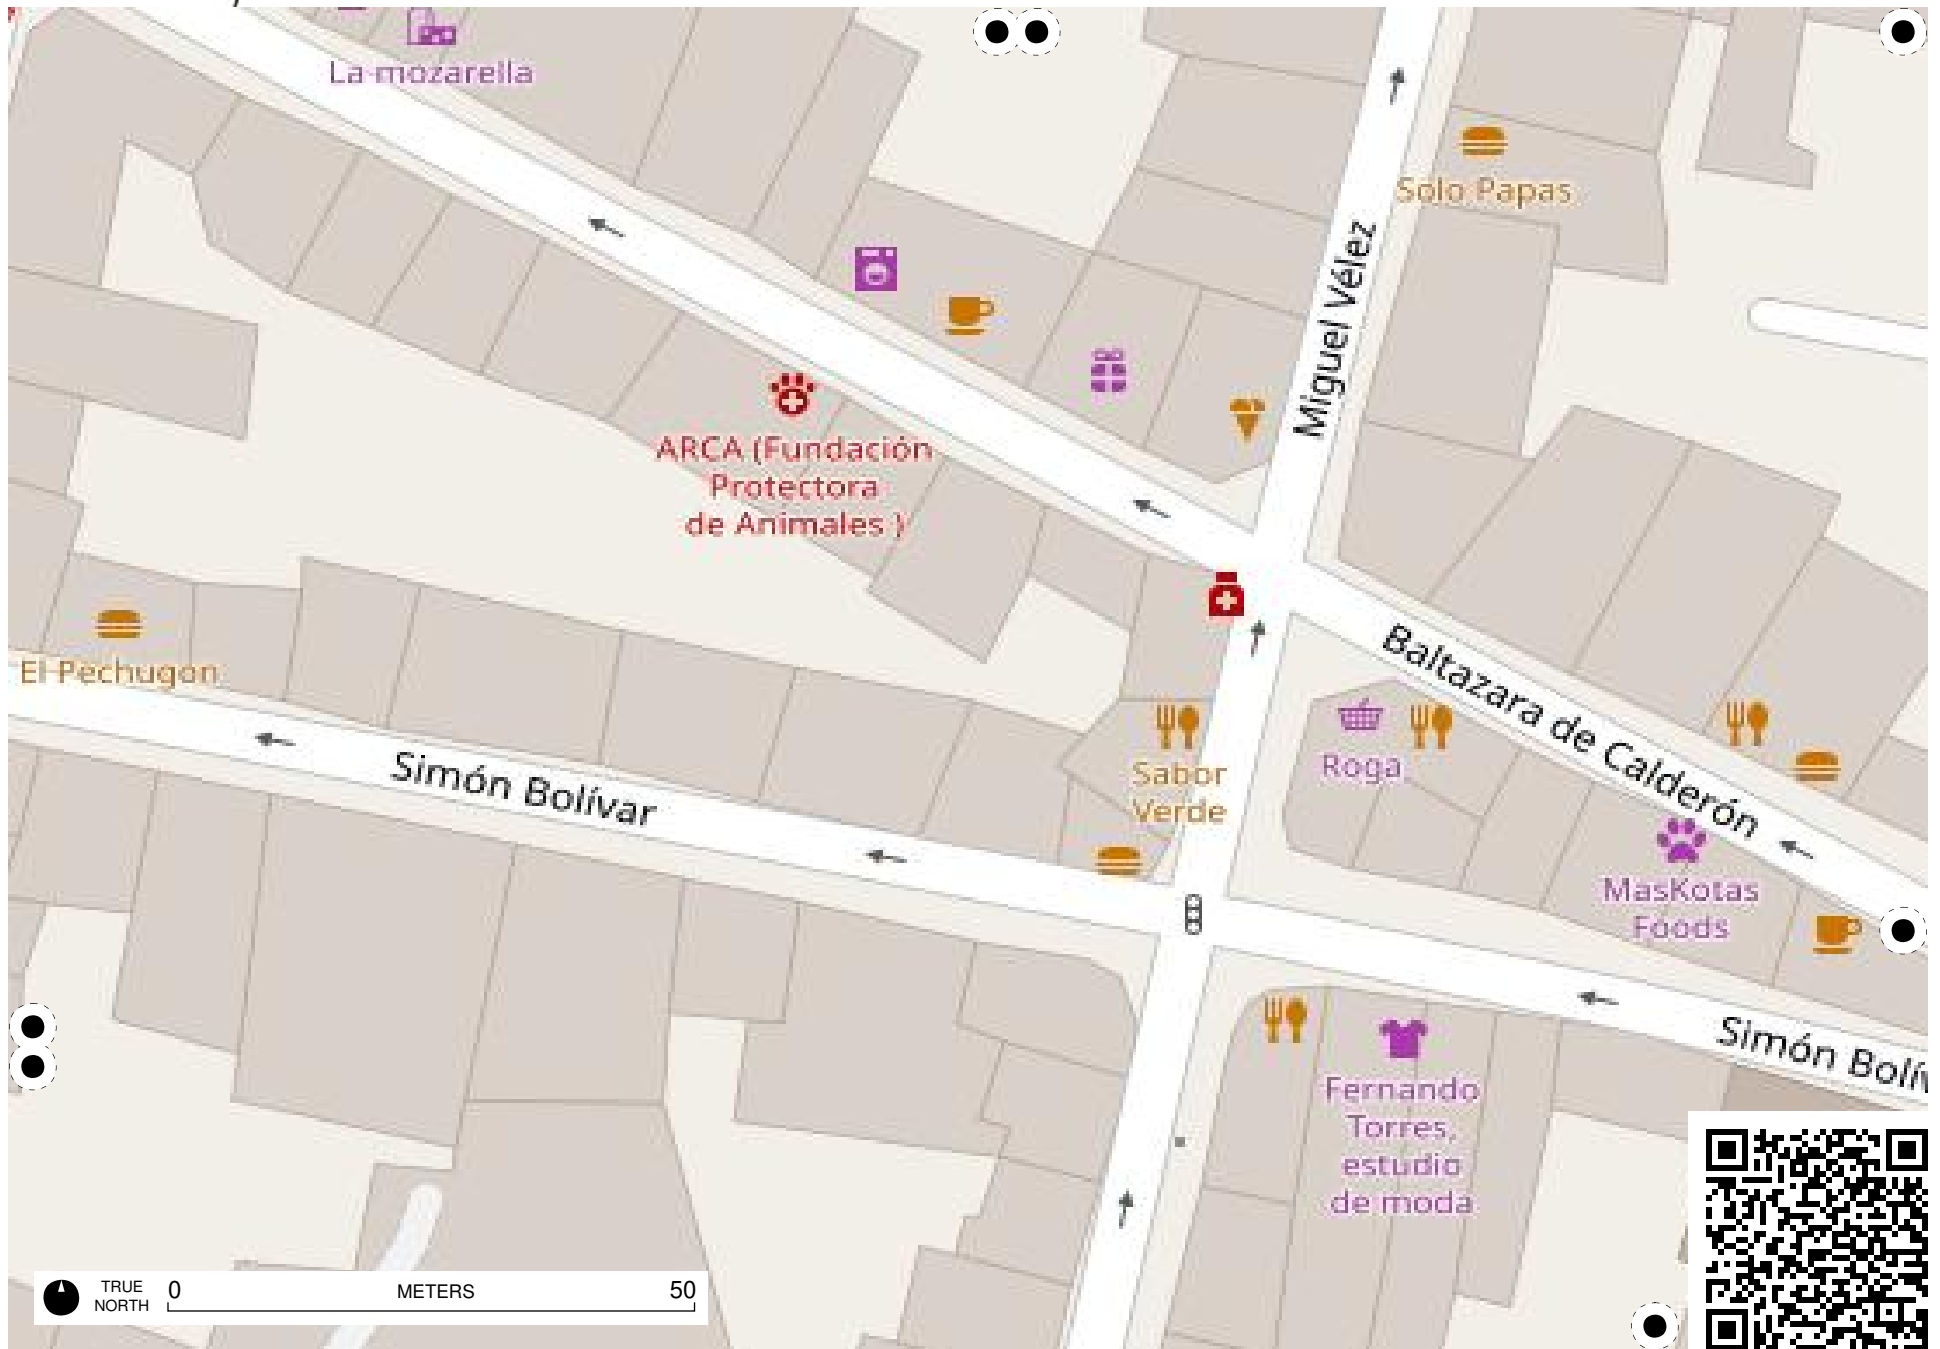 La mozarella
Solo Papas
Miguel Vélez
ARCA (Fundación
Protectora
de Animales )
El Pechugon
Baltazara de Calderón
Simón Bolívar
Sabor
Verde
Roga
MasKotas
Foods
Simón Bolív
Fernando
Torres,
estudio
de moda
TRUE
NORTH
0
METERS
50